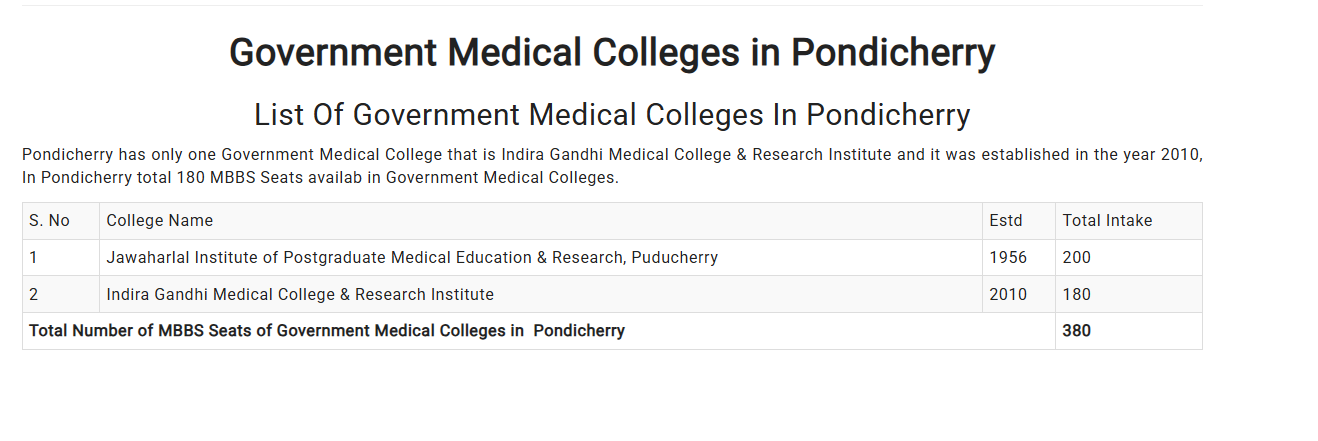 Government Medical Colleges in Pondicherry
List Of Government Medical Colleges In Pondicherry
Pondicherry has only one Government Medical College that is Indira Gandhi Medical College & Research Institute and it was established in the year 2010,
In Pondicherry total 180 MBBS Seats availab in Government Medical Colleges.
S. No College Name Estd Total Intake
1 Jawaharlal Institute of Postgraduate Medical Education & Research, Puducherry 1956 200
2 Indira Gandhi Medical College & Research Institute 2010 180
Total Number of MBBS Seats of Government Medical Colleges in Pondicherry 380